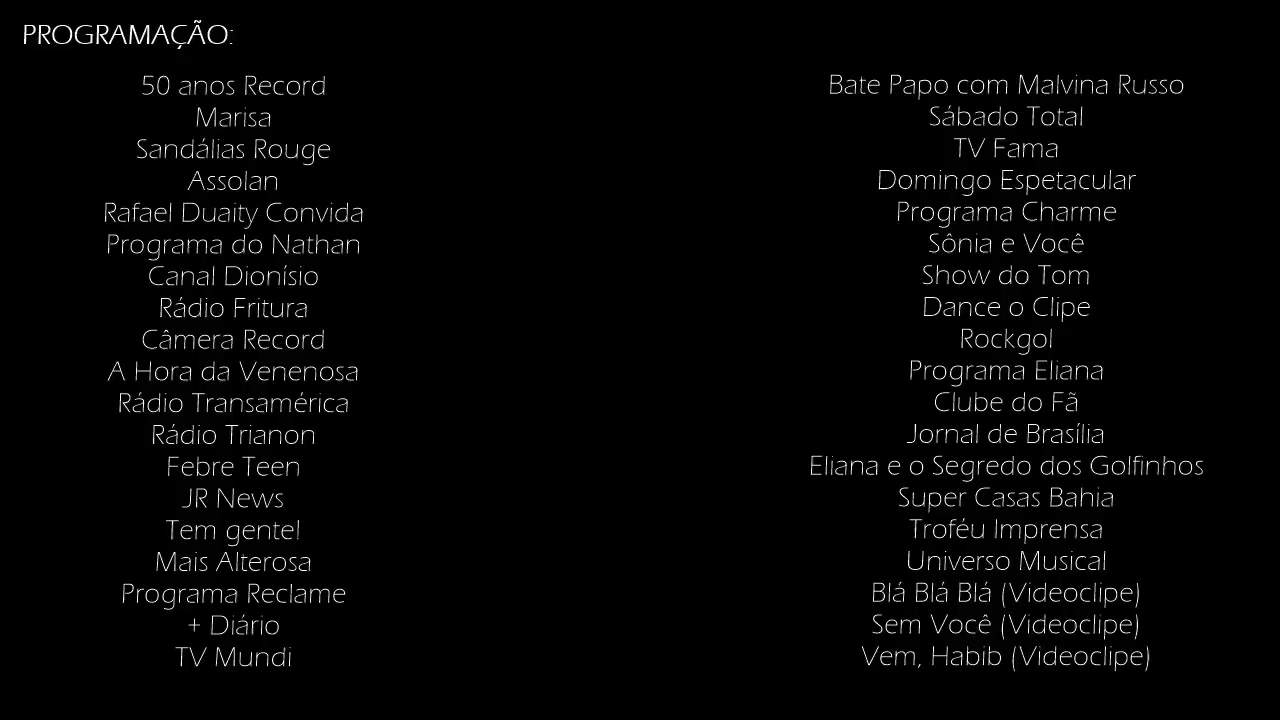 PROGRAMAÇÃO:
50 anos Record
Marisa
Sandálias Rouge
Assolan
Rafael Duaity Convida
Programa do Nathan
Canal Dionísio
Rádio Fritura
Câmera Record
A Hora da Venenosa
Rádio Transamérica
Rádio Trianon
Febre Teen
JR News
Tem gente!
Mais Alterosa
Programa Reclame
+ Diário
TV Mundi
Bate Papo com Malvina Russo
Sábado Total
TV Fama
Domingo Espetacular
Programa Charme
Sônia e Você
Show do Tom
Dance o Clipe
Rockgol
Programa Eliana
Clube do Fã
Jornal de Brasília
Eliana e o Segredo dos Golfinhos
Super Casas Bahia
Troféu Imprensa
Universo Musical
Blá Blá Blá (Videoclipe)
Sem Você (Videoclipe)
Vem, Habib (Videoclipe)